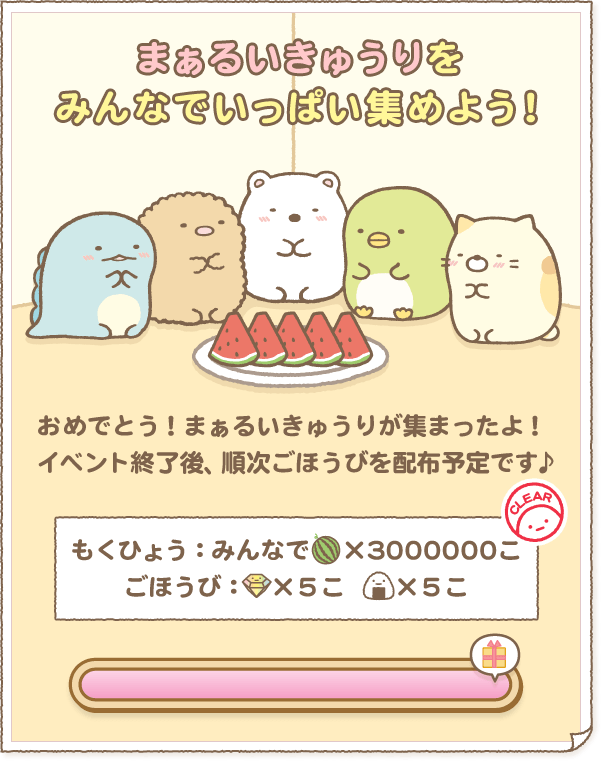 まぁるいきゅうりを
みんなでいっぱい集めよう!
おめでとう!まぁるいきゅうりが集まったよ!
イベント終了後、順次ごほうびを配布予定です♪
CLEAR
もくひょう:みんなで×3000000こ
ごほうび:×5こ ×5こ